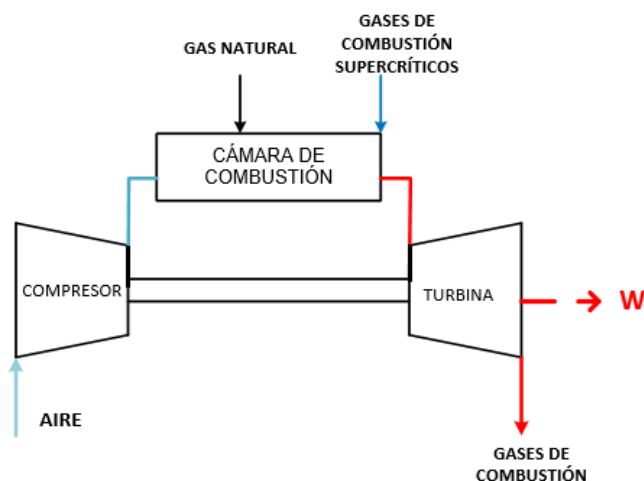 GAS NATURAL
GASES DE
COMBUSTIÓN
SUPERCRÍTICOS
CÁMARA DE
COMBUSTIÓN
COMPRESOR
TURBINA
W
AIRE
GASES DE
COMBUSTIÓN